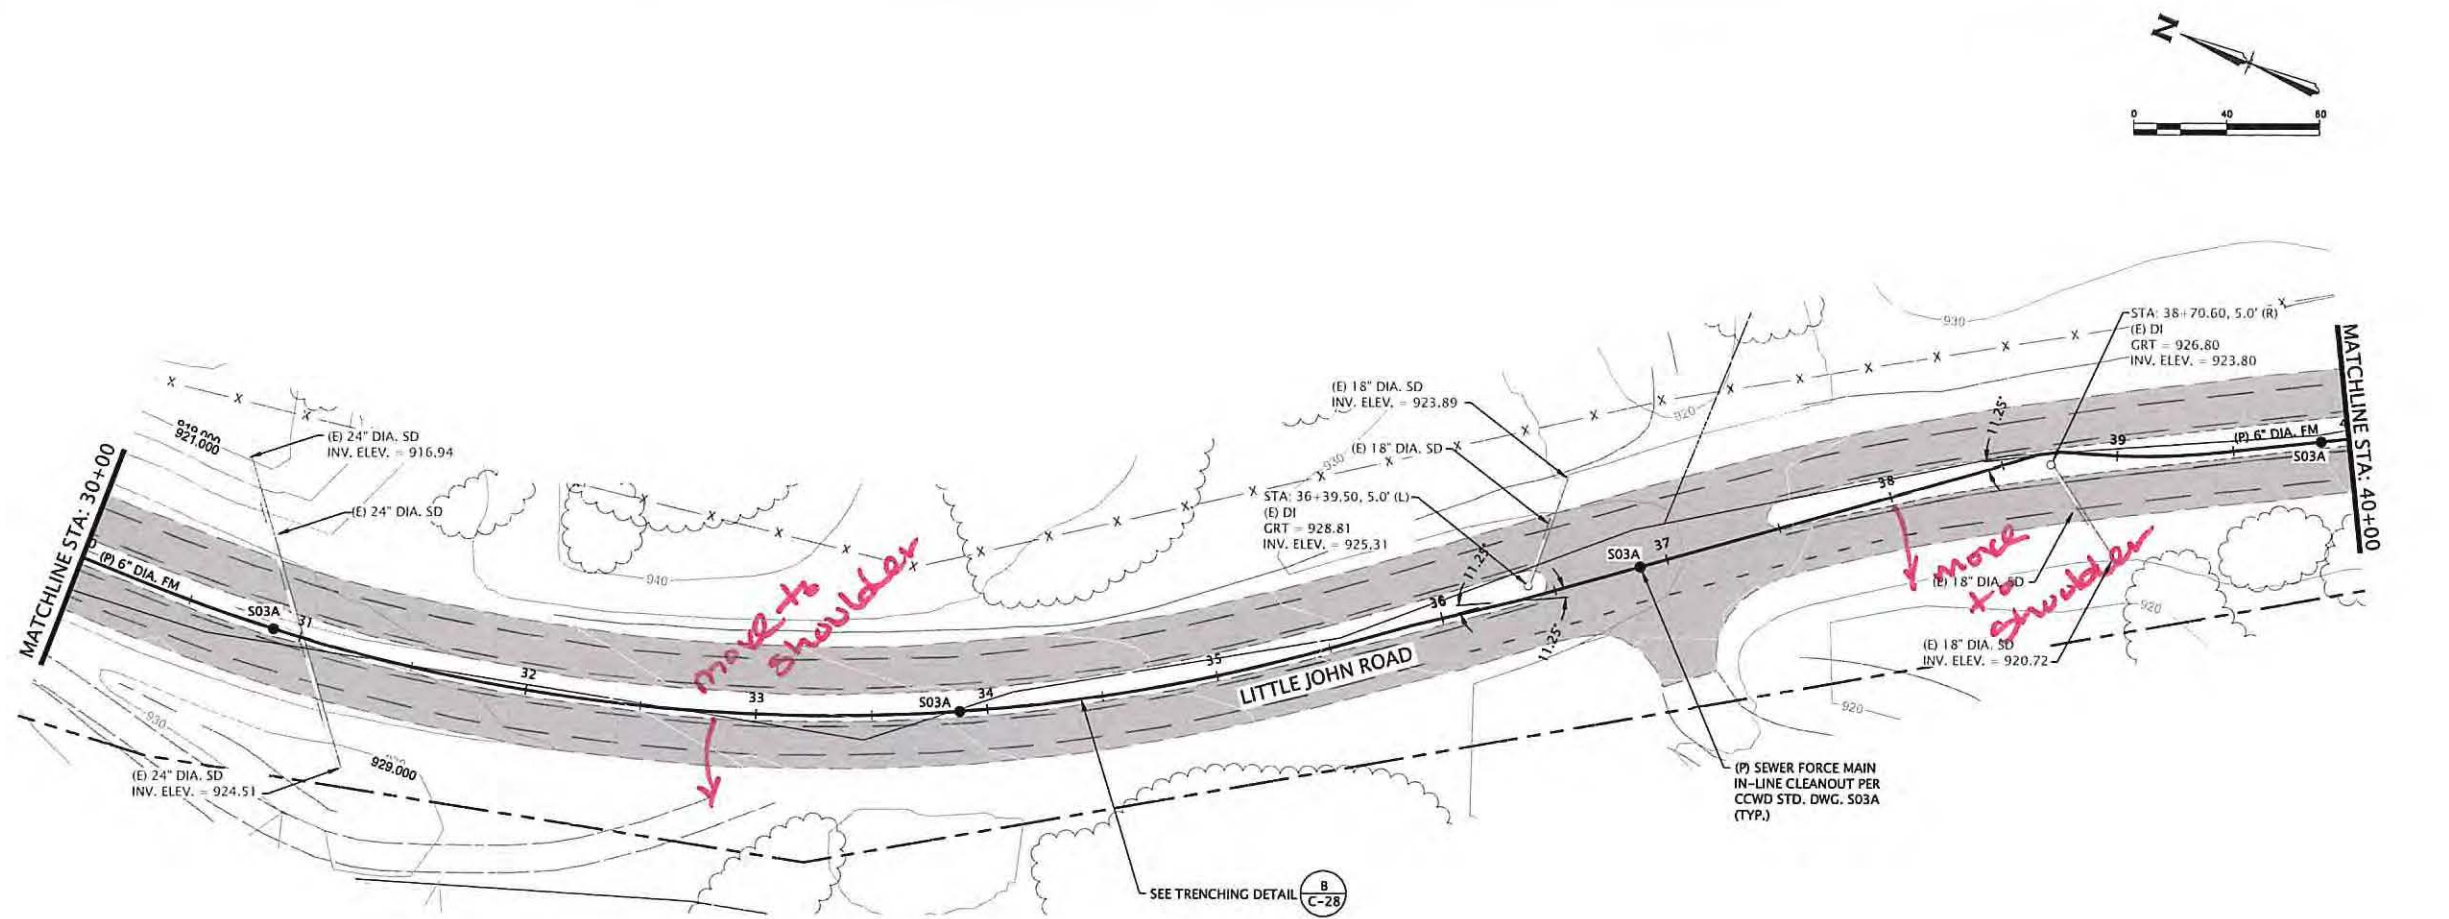 N
0 40 80
MATCHLINE STA: 30+00
919.000
921.000
(E) 24" DIA. SD
INV. ELEV. = 916.94
(E) 24" DIA. SD
(P) 6" DIA. FM
S03A
31
930
(E) 24" DIA. SD
INV. ELEV. = 924.51
929.000
32
940
move to
shoulder
33
S03A
34
35
LITTLE JOHN ROAD
SEE TRENCHING DETAIL
B
C-28
930
(E) 18" DIA. SD
INV. ELEV. = 923.89
(E) 18" DIA. SD
STA: 36+39.50, 5.0' (L)
(E) DI
GRT = 928.81
INV. ELEV. = 925.31
11.25°
36
11.25°
S03A
37
920
(P) SEWER FORCE MAIN
IN-LINE CLEANOUT PER
CCWD STD. DWG. S03A
(TYP.)
38
11.25°
930
STA: 38+70.60, 5.0' (R)
(E) DI
GRT = 926.80
INV. ELEV. = 923.80
39
(P) 6" DIA. FM
S03A
move
to
shoulder
(E) 18" DIA. SD
(E) 18" DIA. SD
INV. ELEV. = 920.72
920
920
MATCHLINE STA: 40+00